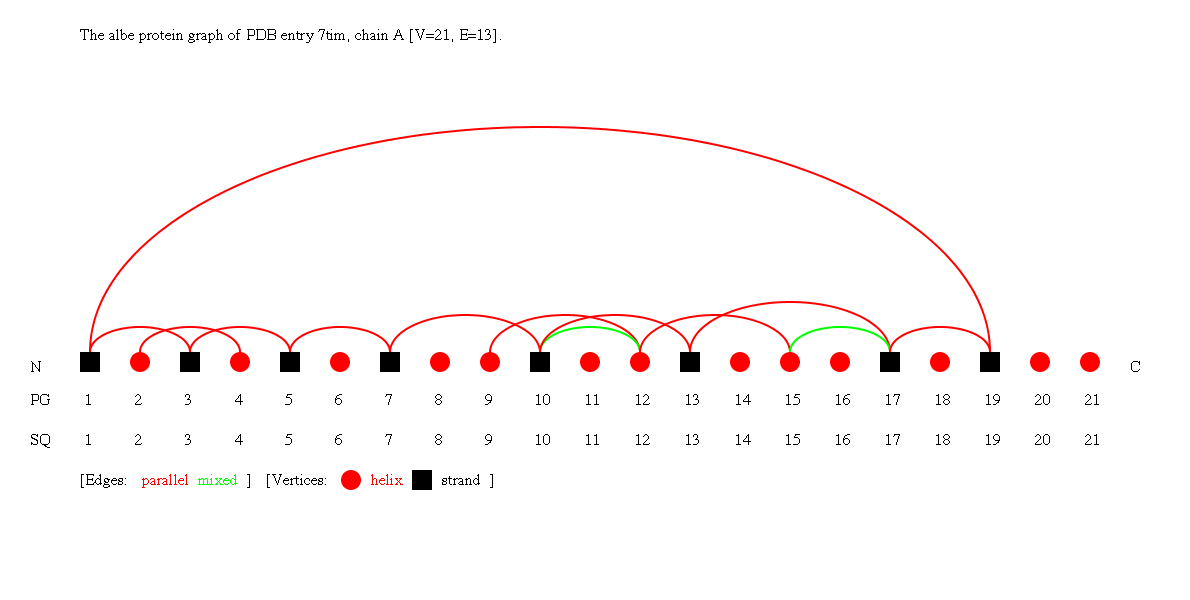 The albe protein graph of PDB entry 7tim, chain A [V=21, E=13].
N C
PG 1 2 3 4 5 6 7 8 9 10 11 12 13 14 15 16 17 18 19 20 21
SQ 1 2 3 4 5 6 7 8 9 10 11 12 13 14 15 16 17 18 19 20 21
[Edges: parallel mixed ] [Vertices: helix strand ]